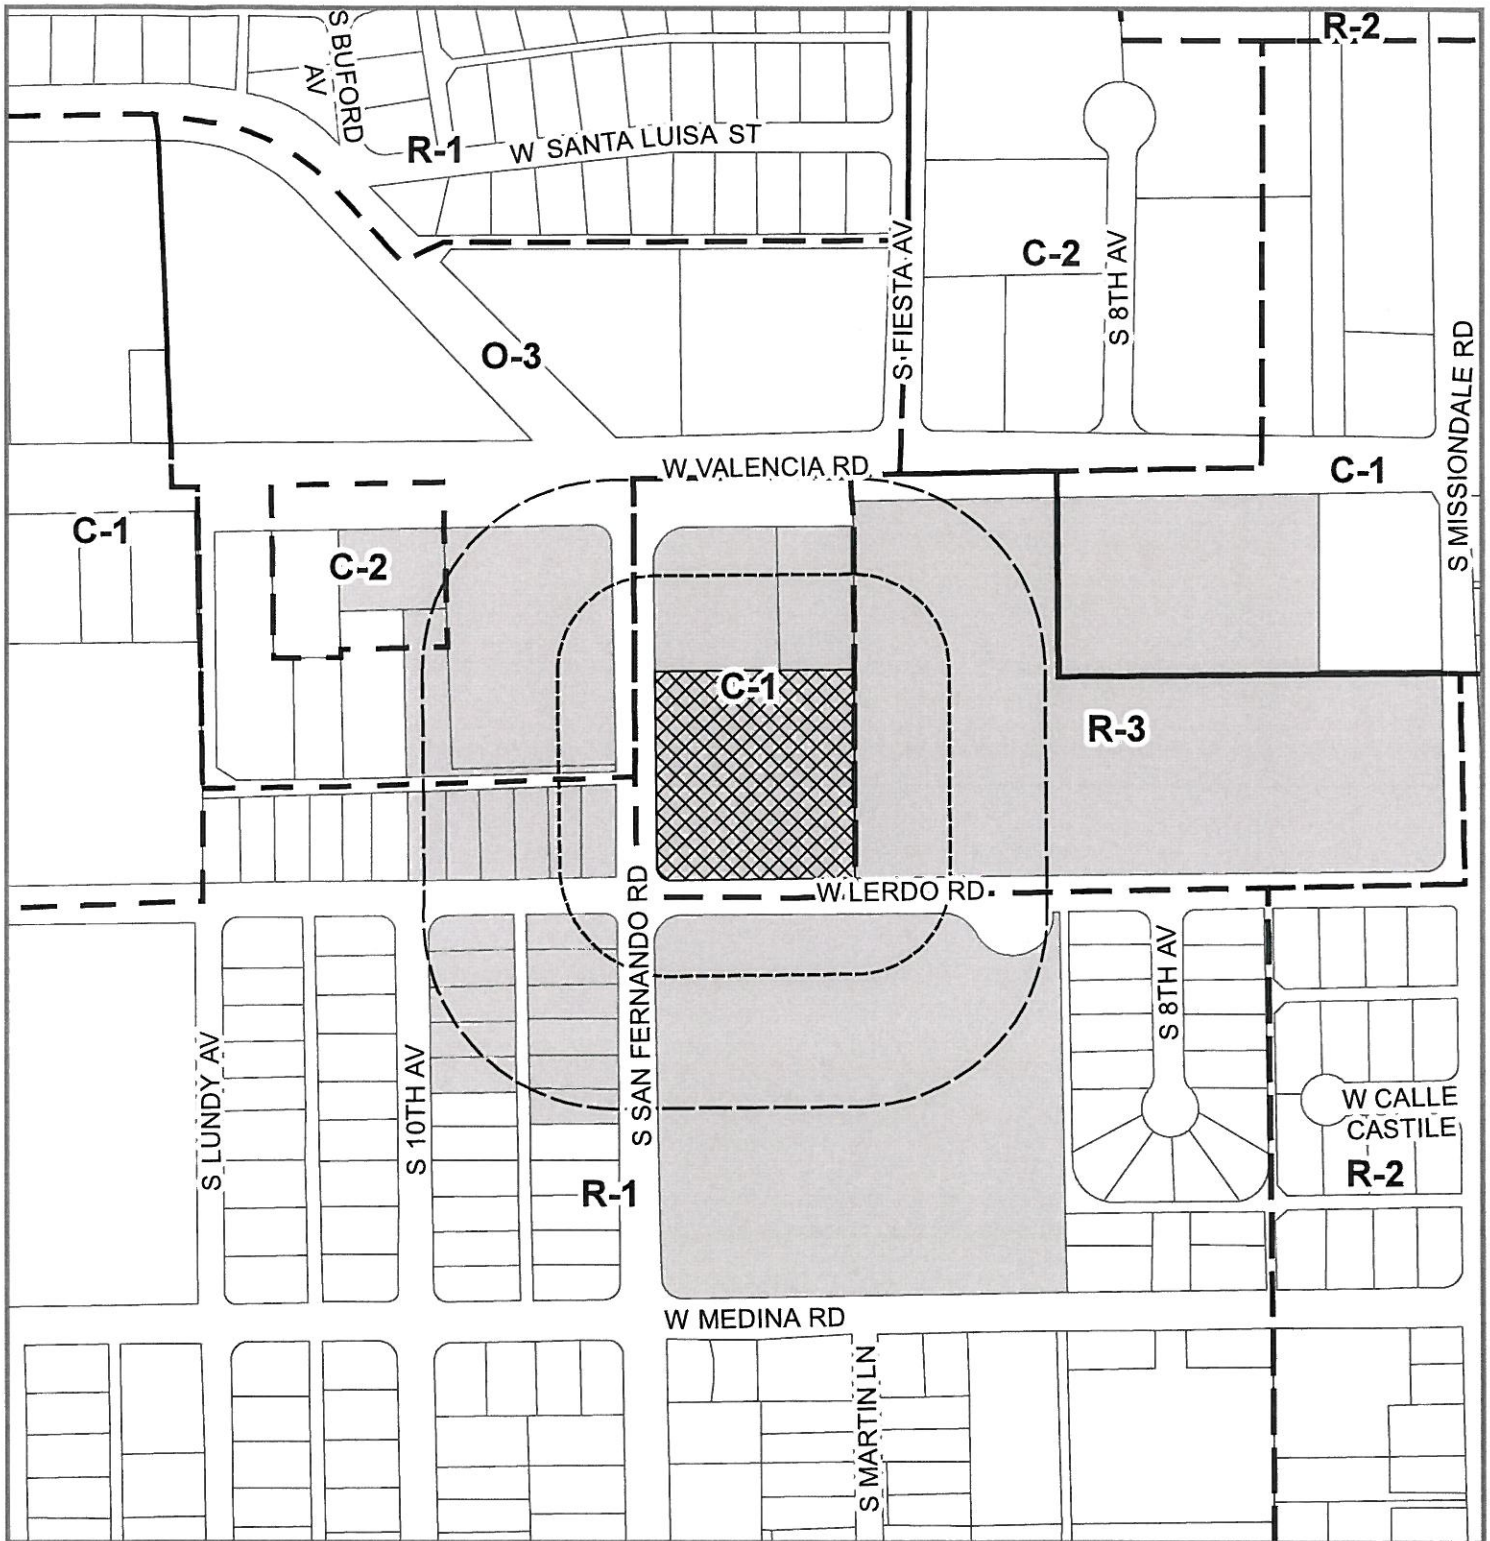 R-2
S BUFORD
AV
R-1
W SANTA LUISA ST
S FIESTA AV
C-2
S 8TH AV
O-3
S MISSIONDALE RD
W VALENCIA RD
C-1
C-1
C-2
C-1
R-3
W LERDO RD
S SAN FERNANDO RD
S 8TH AV
S LUNDY AV
S 10TH AV
W CALLE
CASTILE
R-2
R-1
W MEDINA RD
S MARTIN LN